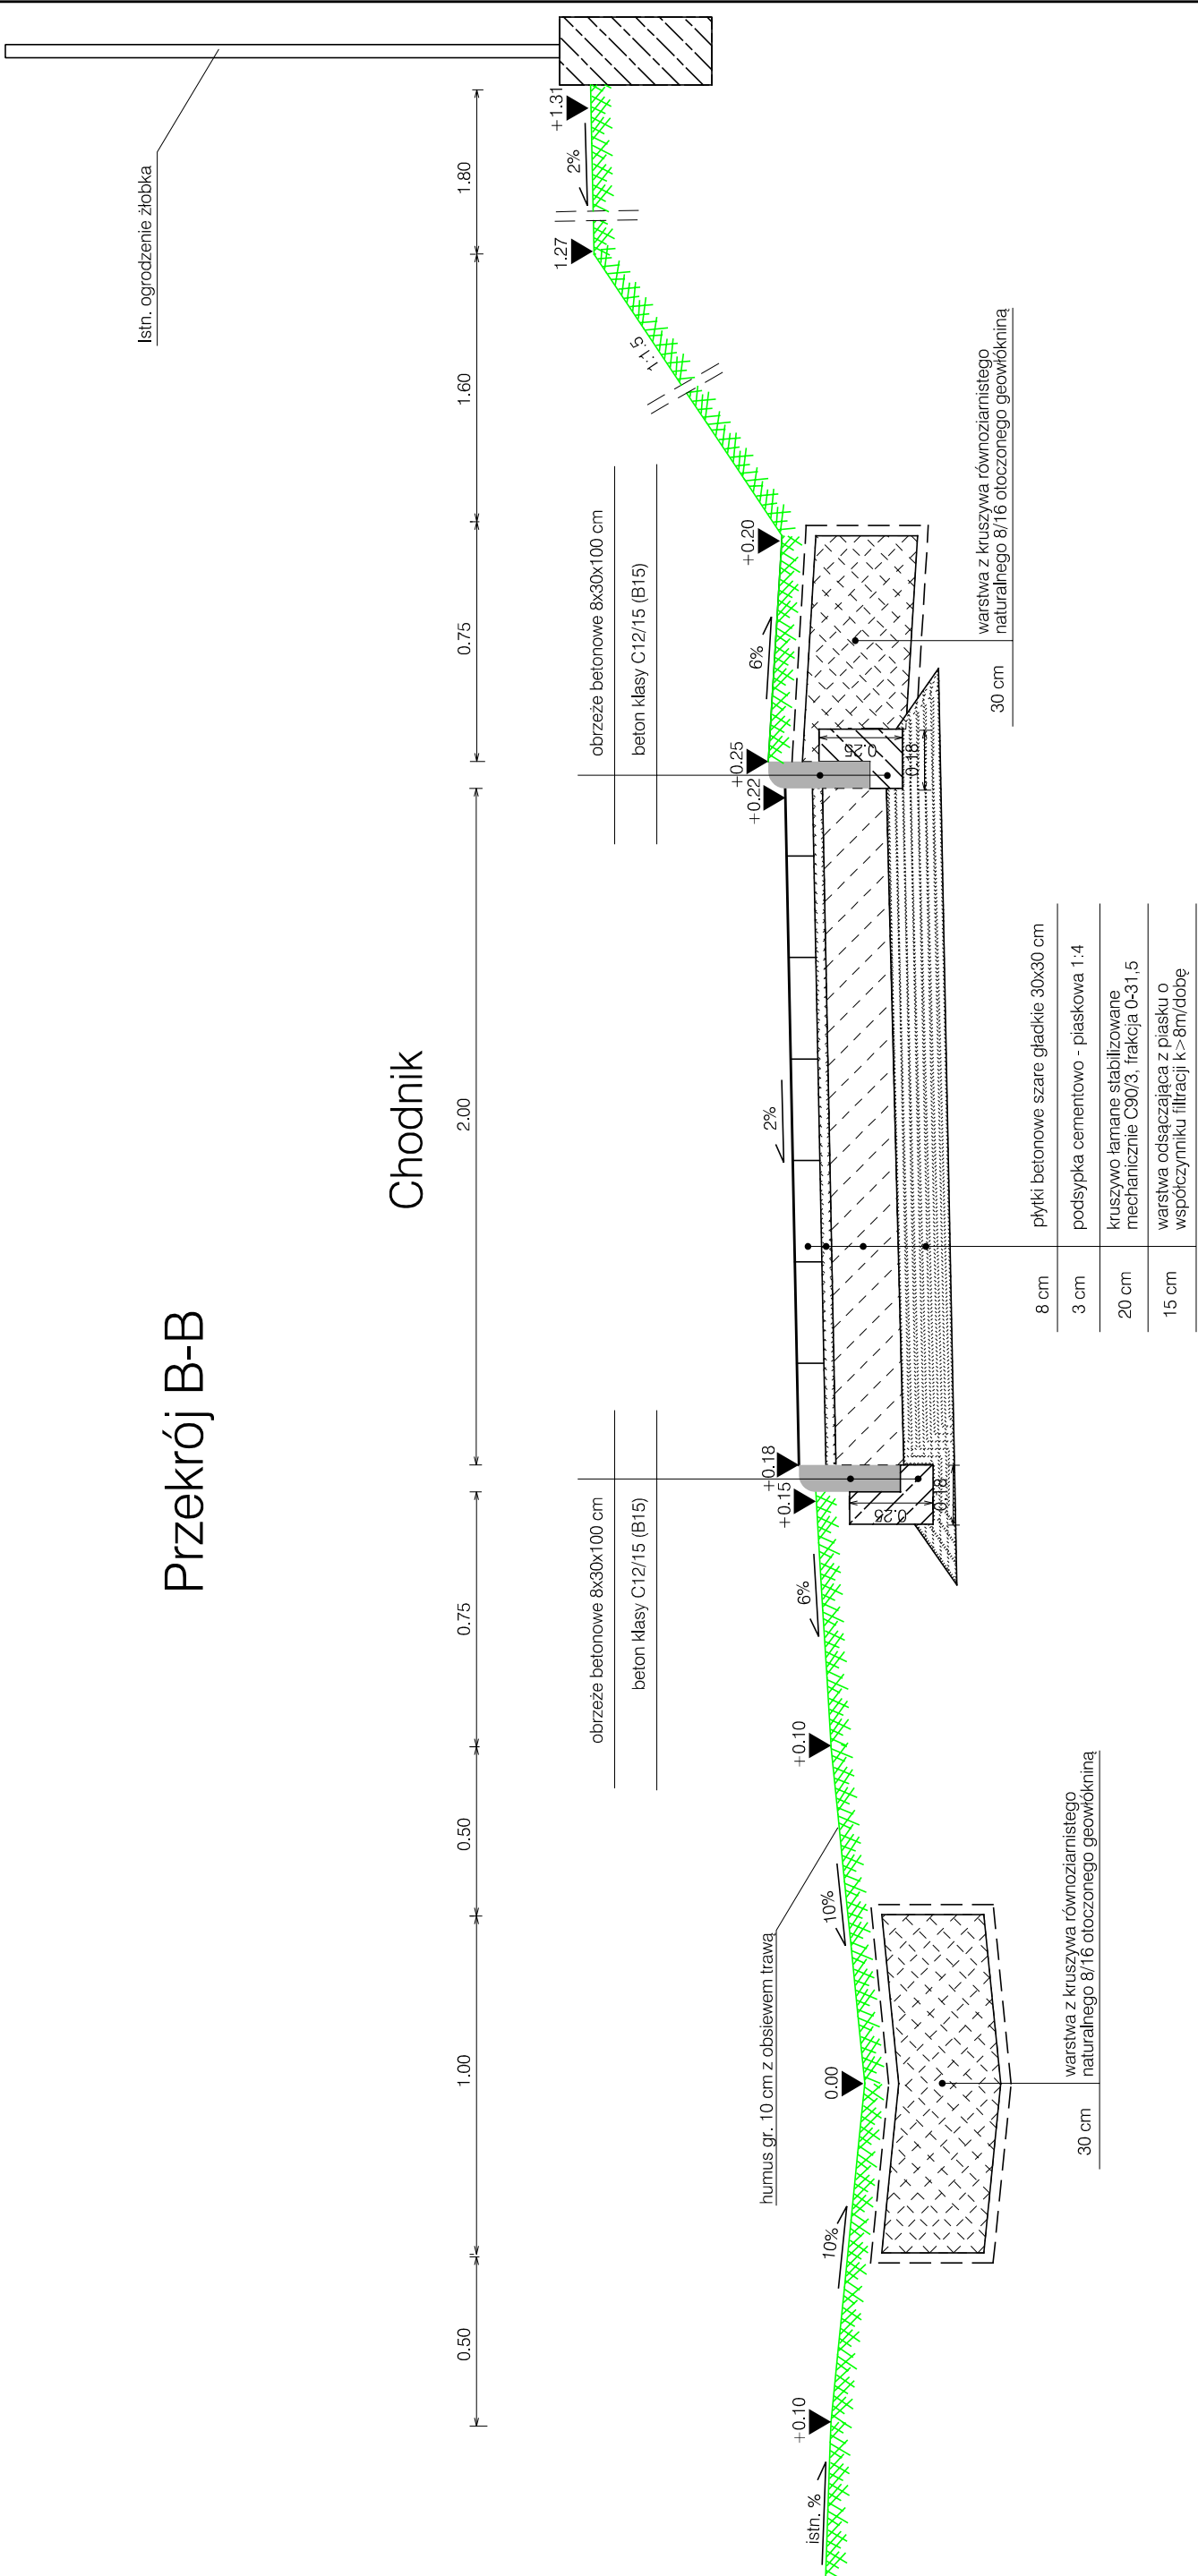 Przekrój B-B
Chodnik
Istn. ogrodzenie żłobka
0.50
1.00
0.50
0.75
2.00
0.75
1.60
1.80
obrzeże betonowe 8x30x100 cm
beton klasy C12/15 (B15)
obrzeże betonowe 8x30x100 cm
beton klasy C12/15 (B15)
humus gr. 10 cm z obsiewem trawą
istn. %
+0.10
10%
0.00
10%
+0.10
6%
+0.15
+0.18
2%
+0.22
+0.25
6%
+0.20
1:1.5
1.27
2%
+1.31
0.25
0.18
0.25
0.18
30 cm
warstwa z kruszywa równoziarnistego
naturalnego 8/16 otoczonego geowłókniną
8 cm płytki betonowe szare gładkie 30x30 cm
3 cm podsypka cementowo - piaskowa 1:4
20 cm kruszywo łamane stabilizowane
mechanicznie C90/3, frakcja 0-31,5
15 cm warstwa odsączająca z piasku o
współczynniku filtracji k>8m/dobę
30 cm
warstwa z kruszywa równoziarnistego
naturalnego 8/16 otoczonego geowłókniną